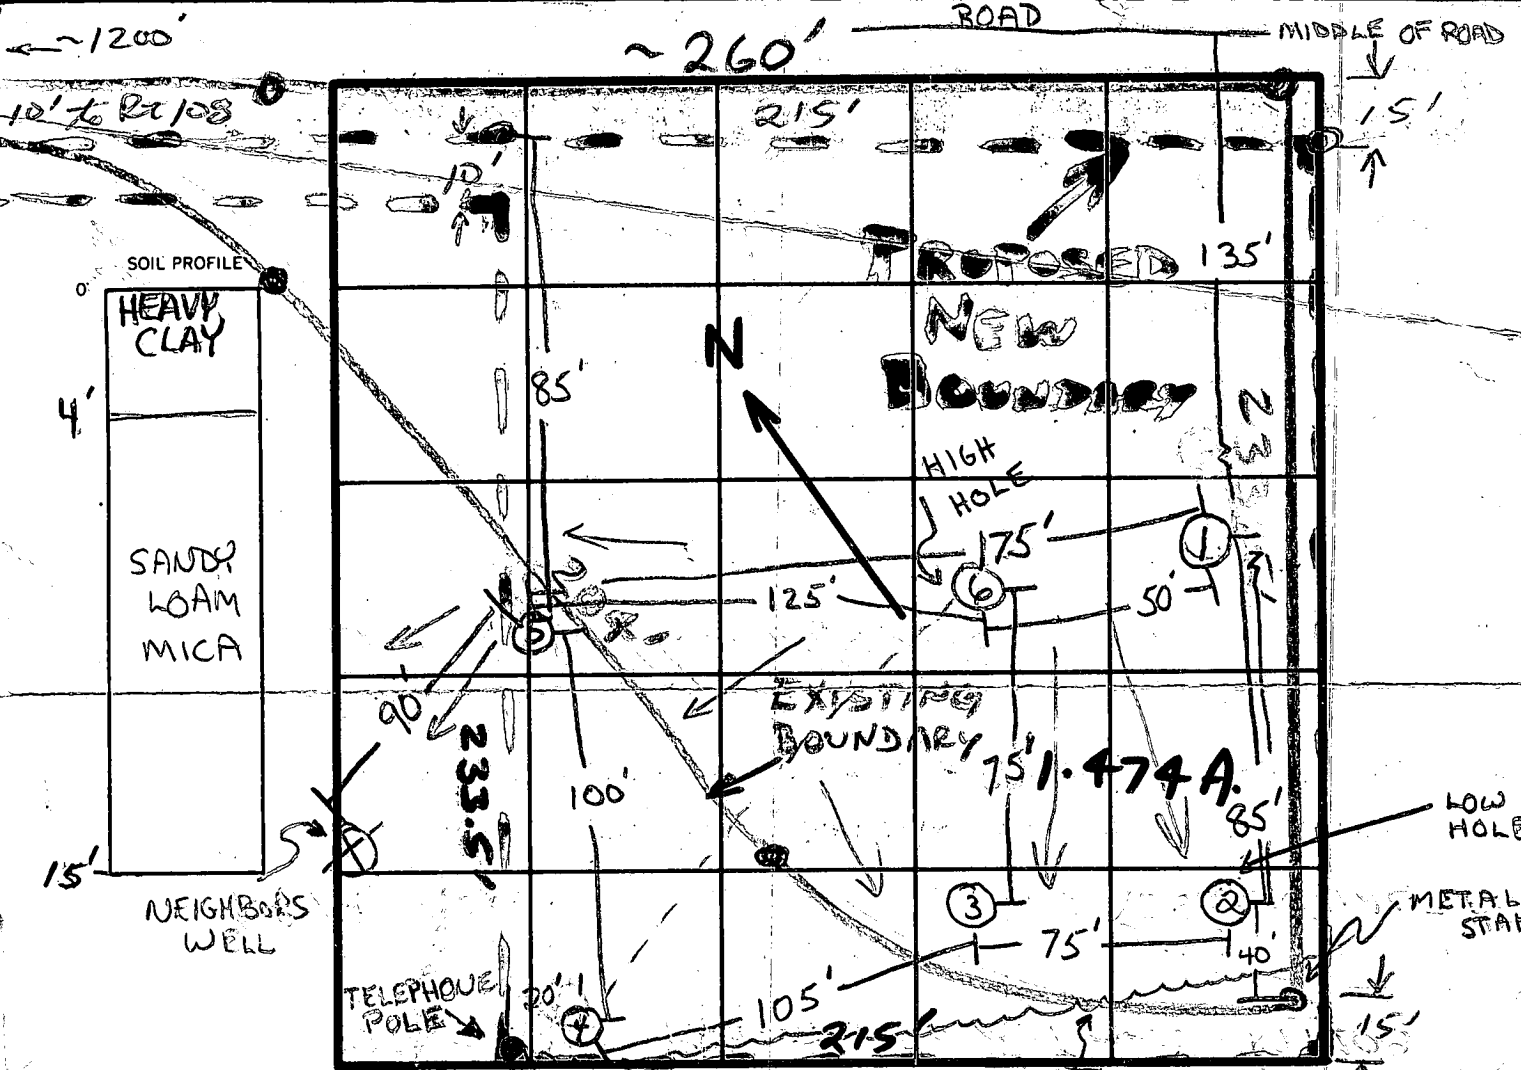 ROAD
MIDDLE OF ROAD
←~1200'
~260'
10' to Rt 108
215'
15'
10'
PROPOSED
135'
SOIL PROFILE
0
HEAVY
CLAY
NEW
BOUNDARY
N
85'
4'
HIGH
HOLE
175'
1
SANDY
LOAM
MICA
6
125'
50'
5
90'
EXISTING
BOUNDARY
233.5'
75'
1.474 A.
100'
85'
LOW
HOLE
15'
NEIGHBORS
WELL
3
2
METAL
75'
40'
TELEPHONE
POLE
20'
4
105'
215'
15'